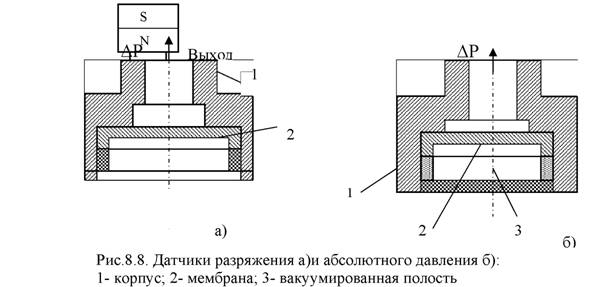 S
N
ΔP
Выход
1
2
а)
ΔP
1
2
3
б)
Рис.8.8. Датчики разряжения а)и абсолютного давления б):
1- корпус; 2- мембрана; 3- вакуумированная полость